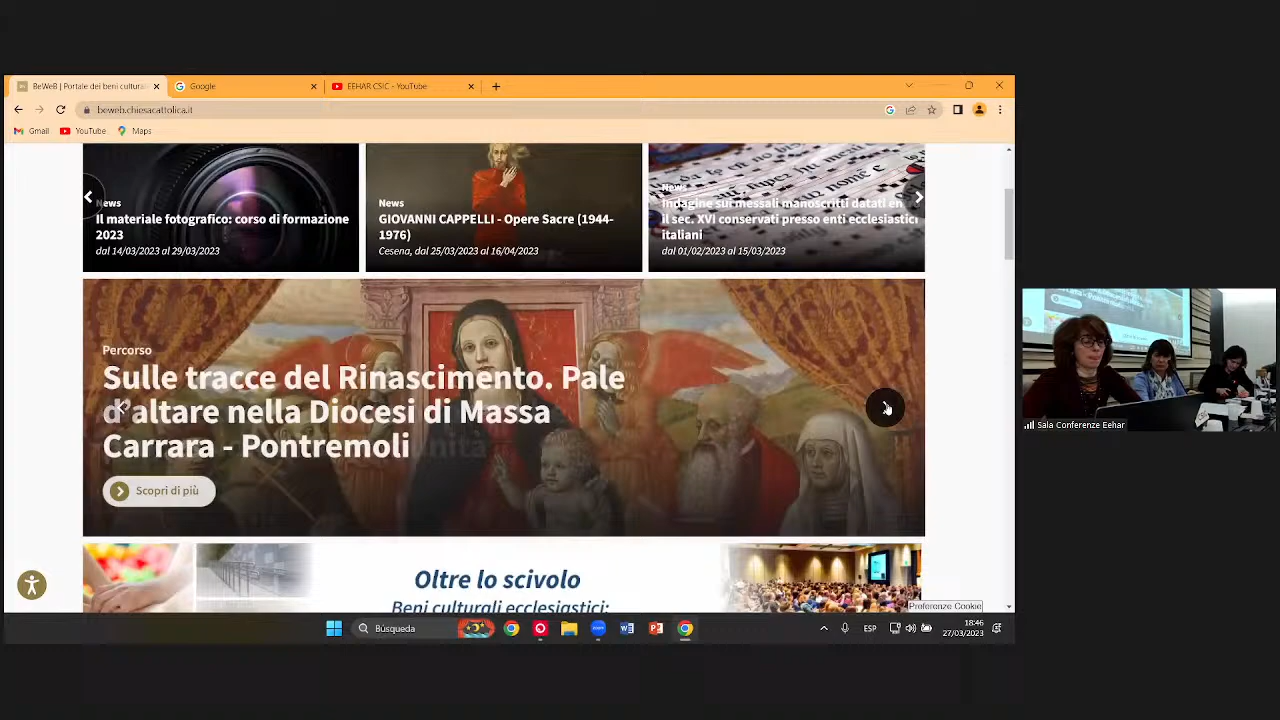 BeWeB | Portale dei beni cultural
Google
EEHAR CSIC - YouTube
beweb.chiesacattolica.it
Gmail
YouTube
Maps
News
Il materiale fotografico: corso di formazione
2023
dal 14/03/2023 al 29/03/2023
News
GIOVANNI CAPPELLI - Opere Sacre (1944-
1976)
Cesena, dal 25/03/2023 al 16/04/2023
News
Indagine sui messali manoscritti datati en
il sec. XVI conservati presso enti ecclesiastici
italiani
dal 01/02/2023 al 15/03/2023
Percorso
Sulle tracce del Rinascimento. Pale
d'altare nella Diocesi di Massa
Carrara - Pontremoli
Scopri di più
Oltre lo scivolo
Beni culturali ecclesiastici:
Preferenze Cookie
Búsqueda
ESP
18:46
27/03/2023
Sala Conferenze Eehar